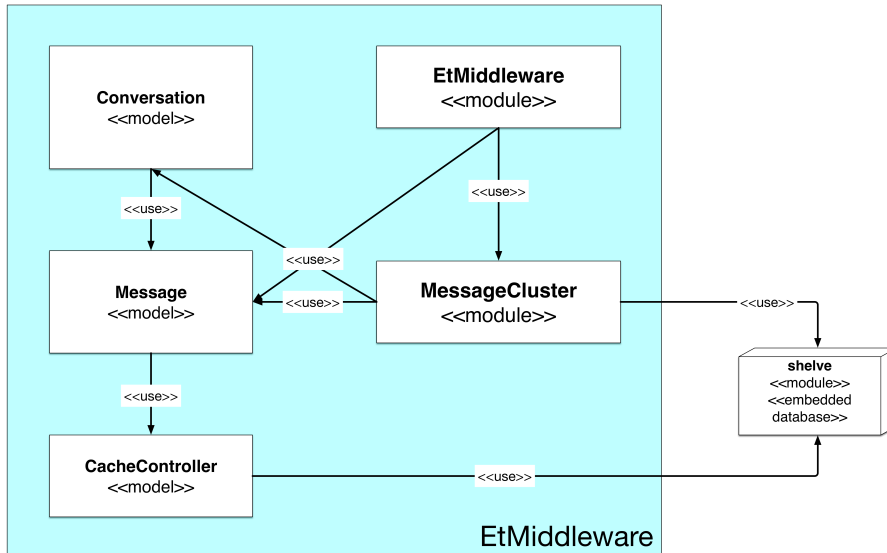 Conversation
<<model>>
EtMiddleware
<<module>>
<<use>>
<<use>>
<<use>>
Message
<<model>>
<<use>>
MessageCluster
<<module>>
<<use>>
shelve
<<module>>
<<embedded
database>>
<<use>>
CacheController
<<model>>
<<use>>
EtMiddleware